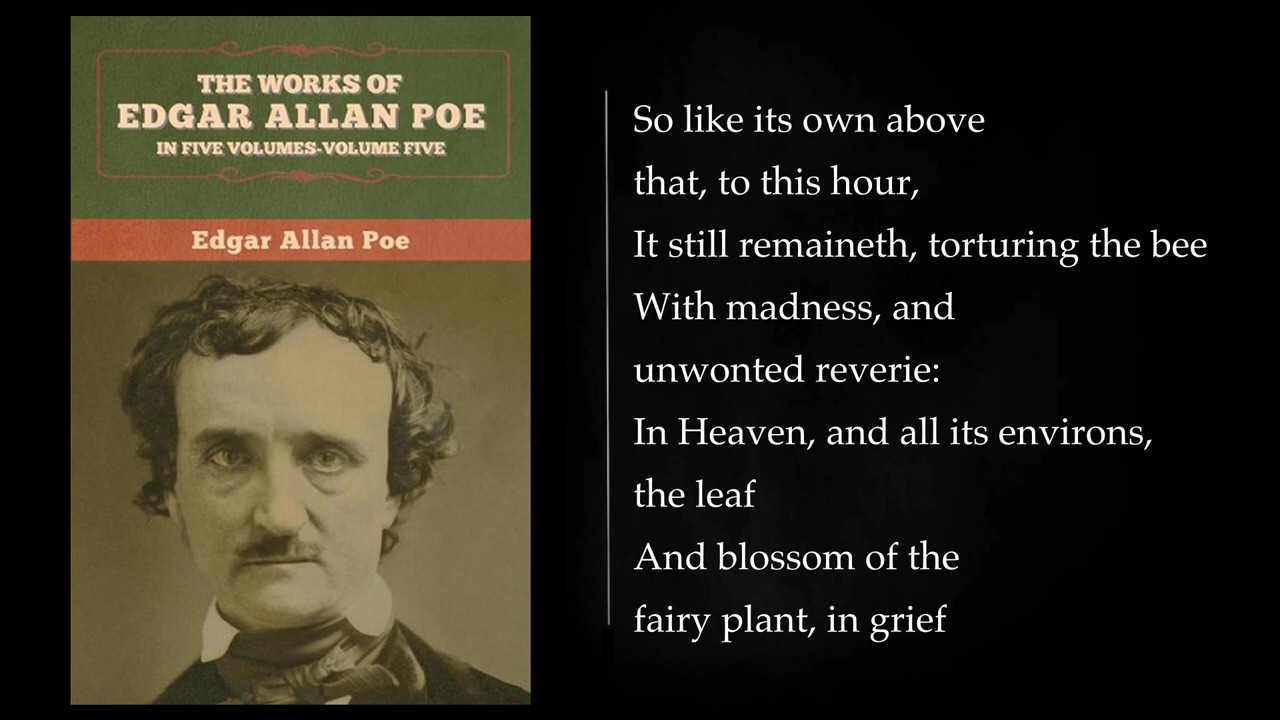 THE WORKS OF
EDGAR ALLAN POE
IN FIVE VOLUMES-VOLUME FIVE
Edgar Allan Poe
So like its own above
that, to this hour,
It still remaineth, torturing the bee
With madness, and
unwonted reverie:
In Heaven, and all its environs,
the leaf
And blossom of the
fairy plant, in grief